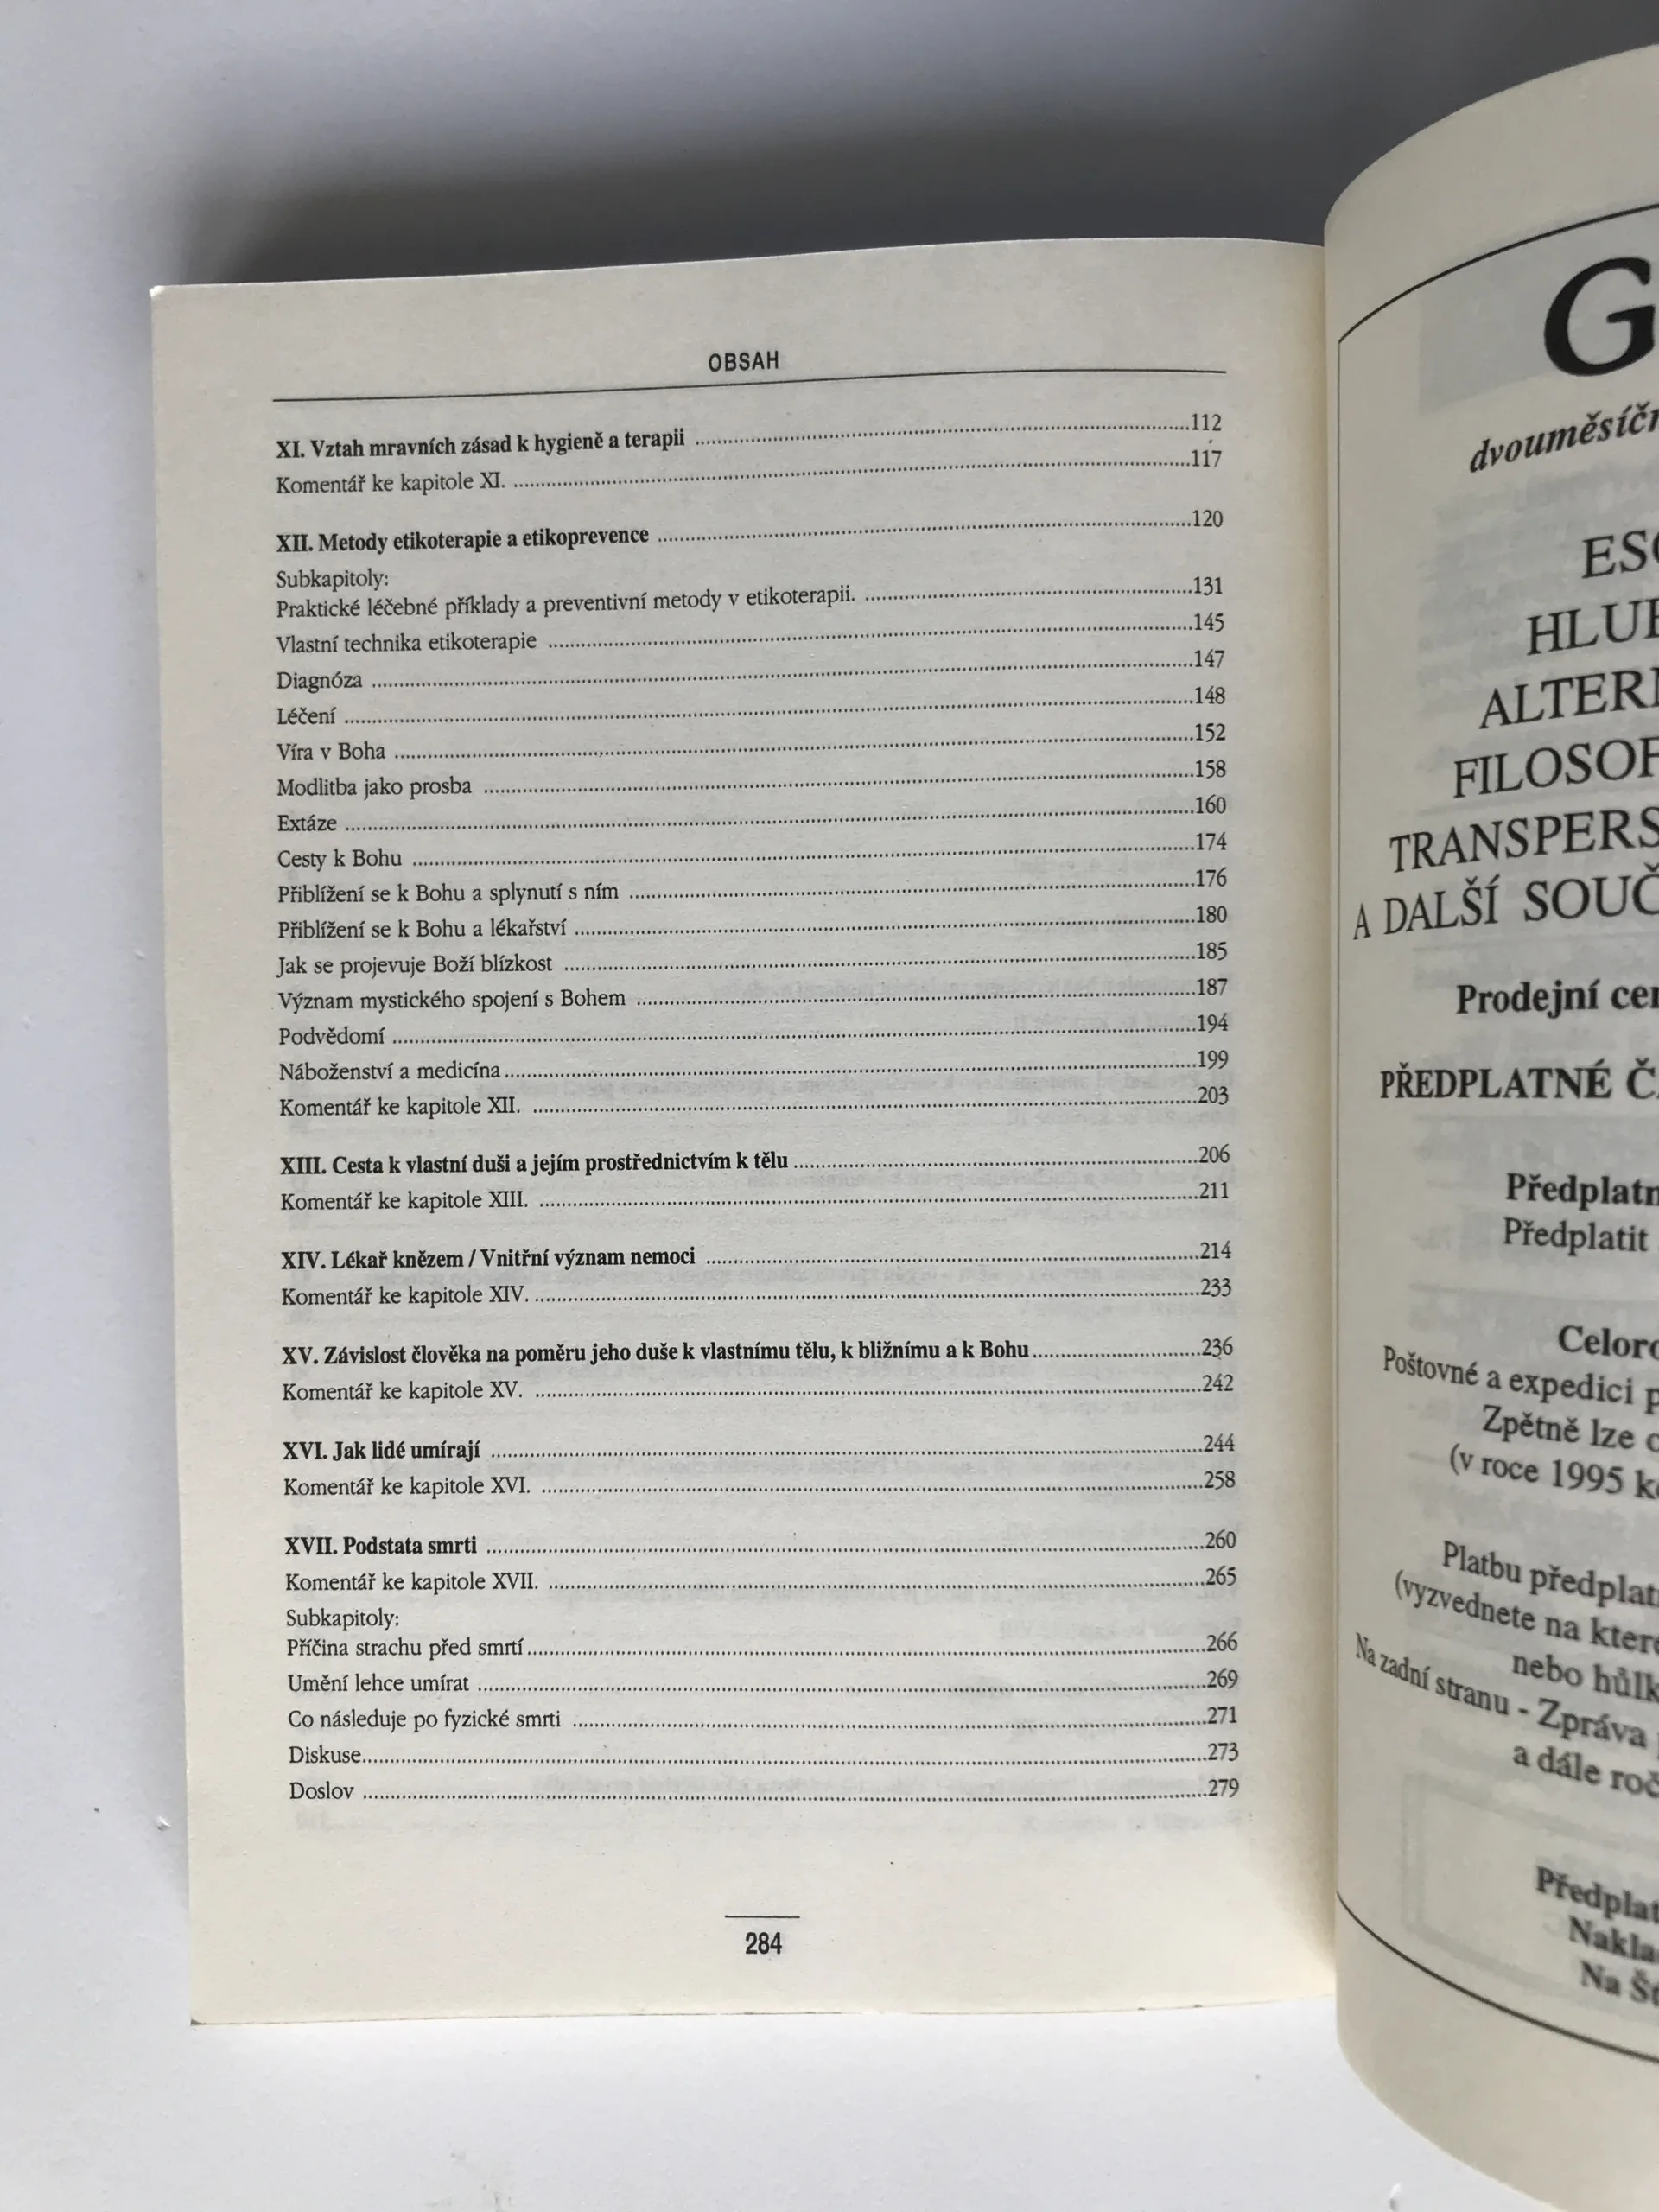 OBSAH
XI. Vztah mravních zásad k hygieně a terapii ........ 112
Komentář ke kapitole XI. ........ 117
XII. Metody etikoterapie a etikoprevence ........ 120
Subkapitoly:
Praktické léčebné příklady a preventivní metody v etikoterapii. ........ 131
Vlastní technika etikoterapie ........ 145
Diagnóza ........ 147
Léčení ........ 148
Víra v Boha ........ 152
Modlitba jako prosba ........ 158
Extáze ........ 160
Cesty k Bohu ........ 174
Přiblížení se k Bohu a splynutí s ním ........ 176
Přiblížení se k Bohu a lékařství ........ 180
Jak se projevuje Boží blízkost ........ 185
Význam mystického spojení s Bohem ........ 187
Podvědomí ........ 194
Náboženství a medicína ........ 199
Komentář ke kapitole XII. ........ 203
XIII. Cesta k vlastní duši a jejím prostřednictvím k tělu ........ 206
Komentář ke kapitole XIII. ........ 211
XIV. Lékař knězem / Vnitřní význam nemoci ........ 214
Komentář ke kapitole XIV. ........ 233
XV. Závislost člověka na poměru jeho duše k vlastnímu tělu, k bližnímu a k Bohu ........ 236
Komentář ke kapitole XV. ........ 242
XVI. Jak lidé umírají ........ 244
Komentář ke kapitole XVI. ........ 258
XVII. Podstata smrti ........ 260
Komentář ke kapitole XVII. ........ 265
Subkapitoly:
Příčina strachu před smrtí ........ 266
Umění lehce umírat ........ 269
Co následuje po fyzické smrti ........ 271
Diskuse ........ 273
Doslov ........ 279
284
G
dvouměsíčn
ESO
HLUB
ALTERN
FILOSOF
TRANSPERS
A DALŠÍ SOUČ
Prodejní cen
PŘEDPLATNÉ ČA
Předplatn
Předplatit
Celoro
Poštovné a expedici p
Zpětně lze o
(v roce 1995 ko
Platbu předplatn
(vyzvednete na které
nebo hůlk
Na zadní stranu - Zpráva p
a dále roč
Předplat
Nakla
Na Št